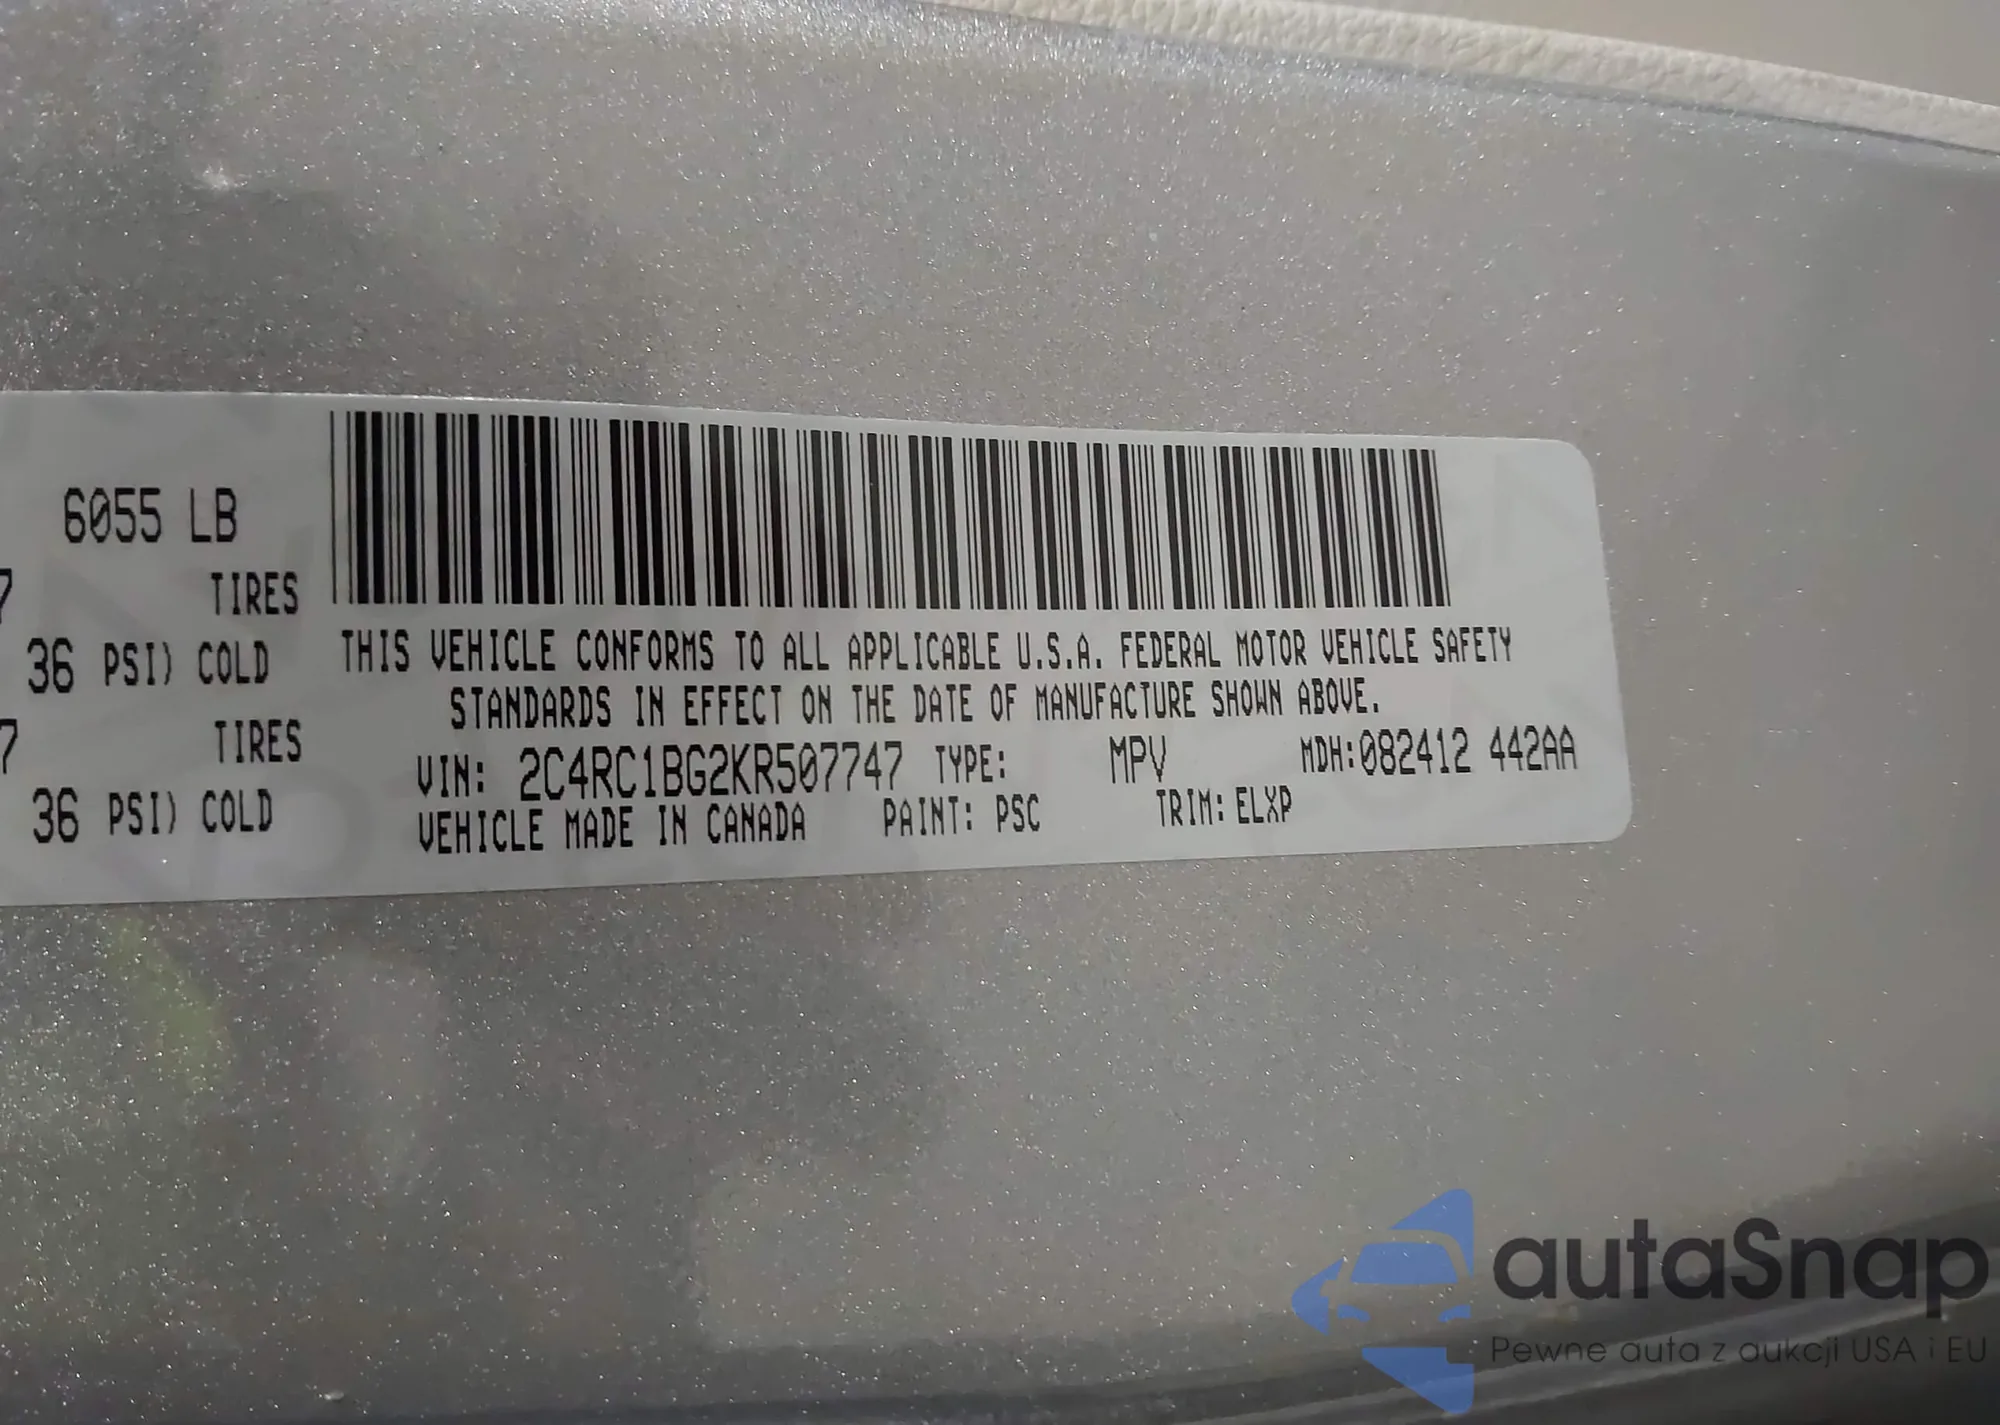 6055 LB
7 TIRES
36 PSI) COLD
7 TIRES
36 PSI) COLD
THIS VEHICLE CONFORMS TO ALL APPLICABLE U.S.A. FEDERAL MOTOR VEHICLE SAFETY
STANDARDS IN EFFECT ON THE DATE OF MANUFACTURE SHOWN ABOVE.
VIN: 2C4RC1BG2KR507747 TYPE: MPV MDH:082412 442AA
VEHICLE MADE IN CANADA PAINT: PSC TRIM: ELXP
autaSnap
Pewne auta z aukcji USA i EU